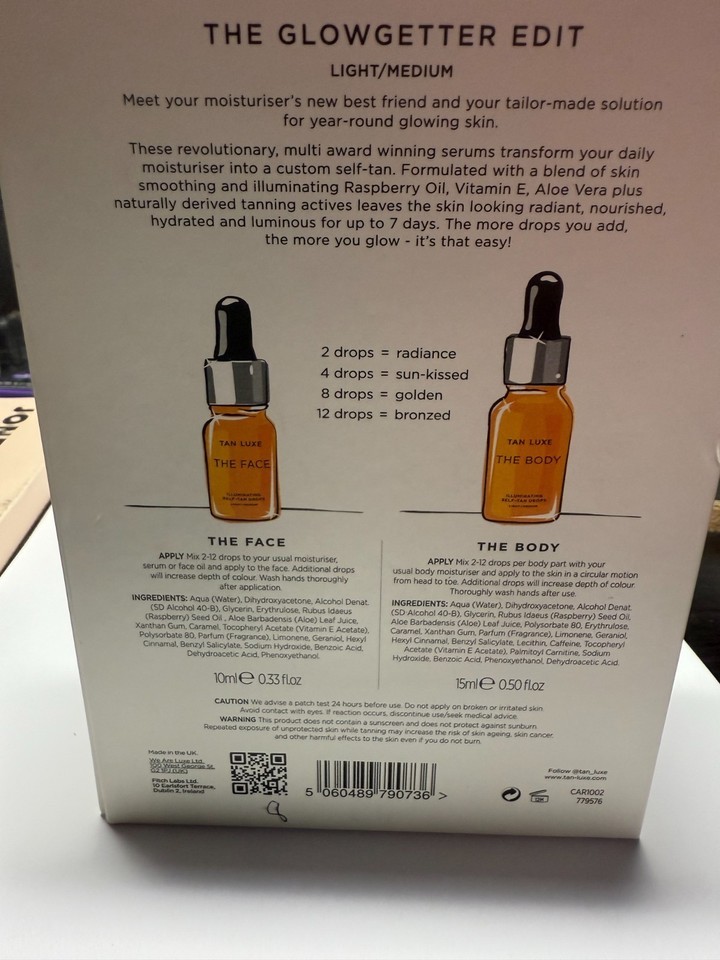 THE GLOWGETTER EDIT
LIGHT/MEDIUM
Meet your moisturiser's new best friend and your tailor-made solution
for year-round glowing skin.
These revolutionary, multi award winning serums transform your daily
moisturiser into a custom self-tan. Formulated with a blend of skin
smoothing and illuminating Raspberry Oil, Vitamin E, Aloe Vera plus
naturally derived tanning actives leaves the skin looking radiant, nourished,
hydrated and luminous for up to 7 days. The more drops you add,
the more you glow - it's that easy!
2 drops = radiance
4 drops = sun-kissed
8 drops = golden
12 drops = bronzed
TAN LUXE
THE FACE
ILLUMINATING
SELF-TAN DROPS
TAN LUXE
THE BODY
ILLUMINATING
SELF-TAN DROPS
THE FACE
APPLY Mix 2-12 drops to your usual moisturiser,
serum or face oil and apply to the face. Additional drops
will increase depth of colour. Wash hands thoroughly
after application.
INGREDIENTS: Aqua (Water), Dihydroxyacetone, Alcohol Denat.
(SD Alcohol 40-B), Glycerin, Erythrulose, Rubus Idaeus
(Raspberry) Seed Oil, Aloe Barbadensis (Aloe) Leaf Juice,
Xanthan Gum, Caramel, Tocopheryl Acetate (Vitamin E Acetate),
Polysorbate 80, Parfum (Fragrance), Limonene, Geraniol, Hexyl
Cinnamal, Benzyl Salicylate, Sodium Hydroxide, Benzoic Acid,
Dehydroacetic Acid, Phenoxyethanol.
10ml℮ 0.33 fl.oz
THE BODY
APPLY Mix 2-12 drops per body part with your
usual body moisturiser and apply to the skin in a circular motion
from head to toe. Additional drops will increase depth of colour.
Thoroughly wash hands after use.
INGREDIENTS: Aqua (Water), Dihydroxyacetone, Alcohol Denat.
(SD Alcohol 40-B), Glycerin, Rubus Idaeus (Raspberry) Seed Oil,
Aloe Barbadensis (Aloe) Leaf Juice, Polysorbate 80, Erythrulose,
Caramel, Xanthan Gum, Parfum (Fragrance), Limonene, Geraniol,
Hexyl Cinnamal, Benzyl Salicylate, Lecithin, Caffeine, Tocopheryl
Acetate (Vitamin E Acetate), Palmitoyl Carnitine, Sodium
Hydroxide, Benzoic Acid, Phenoxyethanol, Dehydroacetic Acid.
15ml℮ 0.50 fl.oz
CAUTION We advise a patch test 24 hours before use. Do not apply on broken or irritated skin.
Avoid contact with eyes. If reaction occurs, discontinue use/seek medical advice.
WARNING This product does not contain a sunscreen and does not protect against sunburn.
Repeated exposure of unprotected skin while tanning may increase the risk of skin ageing, skin cancer,
and other harmful effects to the skin even if you do not burn.
Made in the UK.
We Are Luxe Ltd.
100 West George St,
G2 1PJ (UK)
Fitch Labs Ltd.
10 Earlsfort Terrace,
Dublin 2, Ireland
5 060489 790736 >
12M
Follow @tan_luxe
www.tan-luxe.com
CAR1002
779576